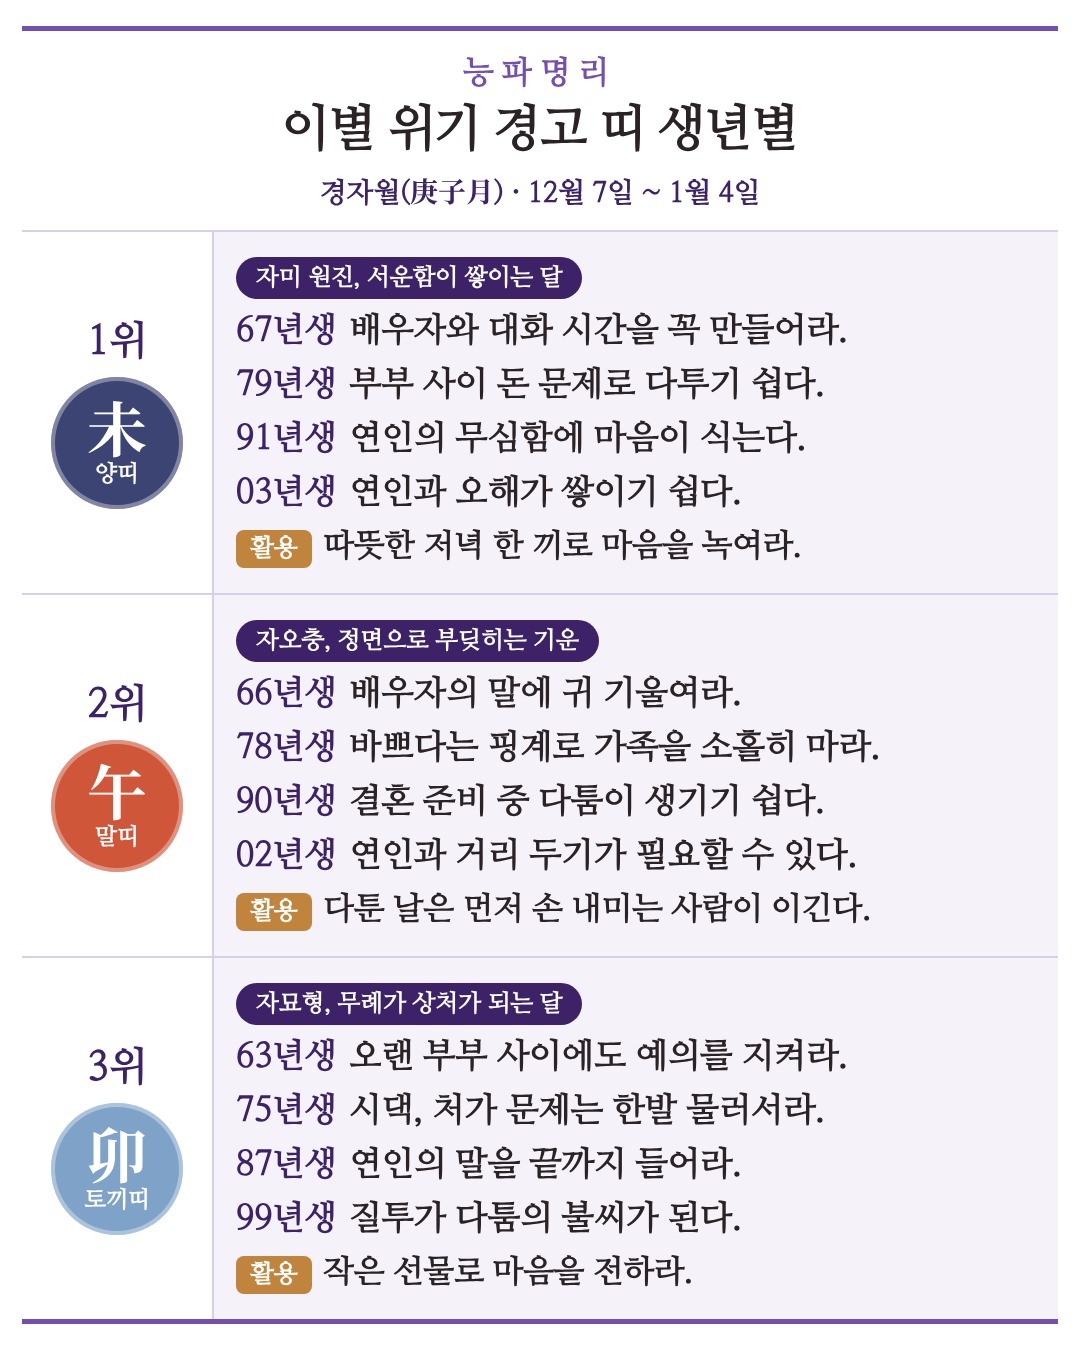 능파명리
이별 위기 경고 띠 생년별
경자월(庚子月) · 12월 7일 ~ 1월 4일
1위
未
양띠
자미 원진, 서운함이 쌓이는 달
67년생 배우자와 대화 시간을 꼭 만들어라.
79년생 부부 사이 돈 문제로 다투기 쉽다.
91년생 연인의 무심함에 마음이 식는다.
03년생 연인과 오해가 쌓이기 쉽다.
활용 따뜻한 저녁 한 끼로 마음을 녹여라.
2위
午
말띠
자오충, 정면으로 부딪히는 기운
66년생 배우자의 말에 귀 기울여라.
78년생 바쁘다는 핑계로 가족을 소홀히 마라.
90년생 결혼 준비 중 다툼이 생기기 쉽다.
02년생 연인과 거리 두기가 필요할 수 있다.
활용 다툰 날은 먼저 손 내미는 사람이 이긴다.
3위
卯
토끼띠
자묘형, 무례가 상처가 되는 달
63년생 오랜 부부 사이에도 예의를 지켜라.
75년생 시댁, 처가 문제는 한발 물러서라.
87년생 연인의 말을 끝까지 들어라.
99년생 질투가 다툼의 불씨가 된다.
활용 작은 선물로 마음을 전하라.